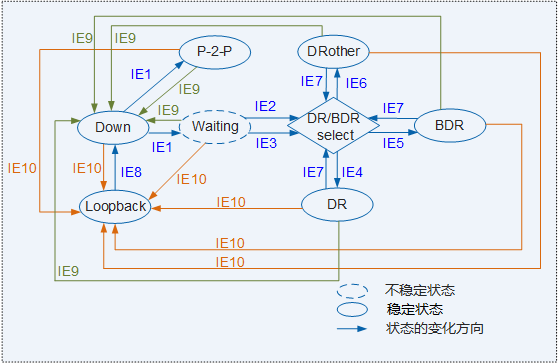 IE9
IE9
P-2-P
DRother
IE1
IE9
IE7
IE6
IE9
IE2
DR/BDR
select
IE7
Down
Waiting
BDR
IE1
IE3
IE5
IE10
IE10
IE8
IE10
IE7
IE4
Loopback
IE10
DR
IE10
IE10
IE9
不稳定状态
稳定状态
状态的变化方向